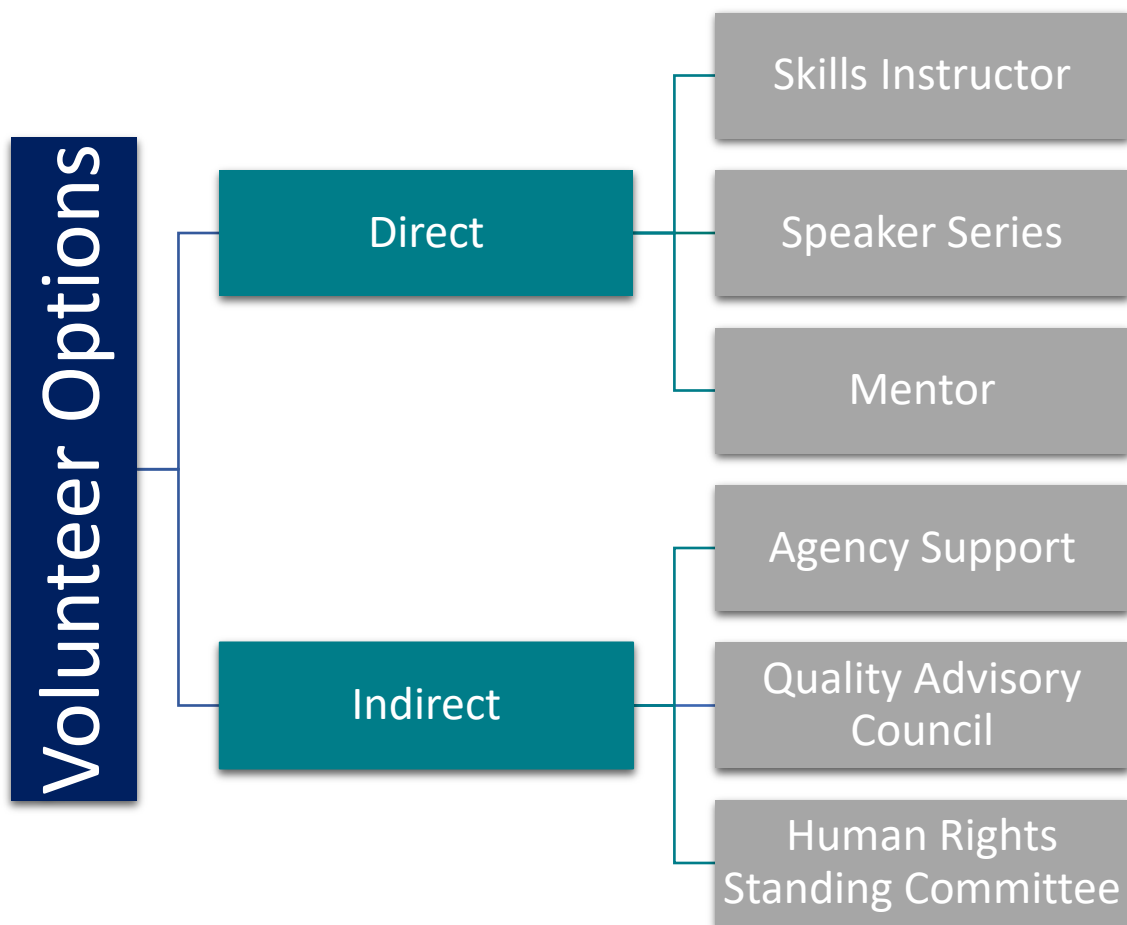 Volunteer Options
Direct
Skills Instructor
Speaker Series
Mentor
Indirect
Agency Support
Quality Advisory
Council
Human Rights
Standing Committee